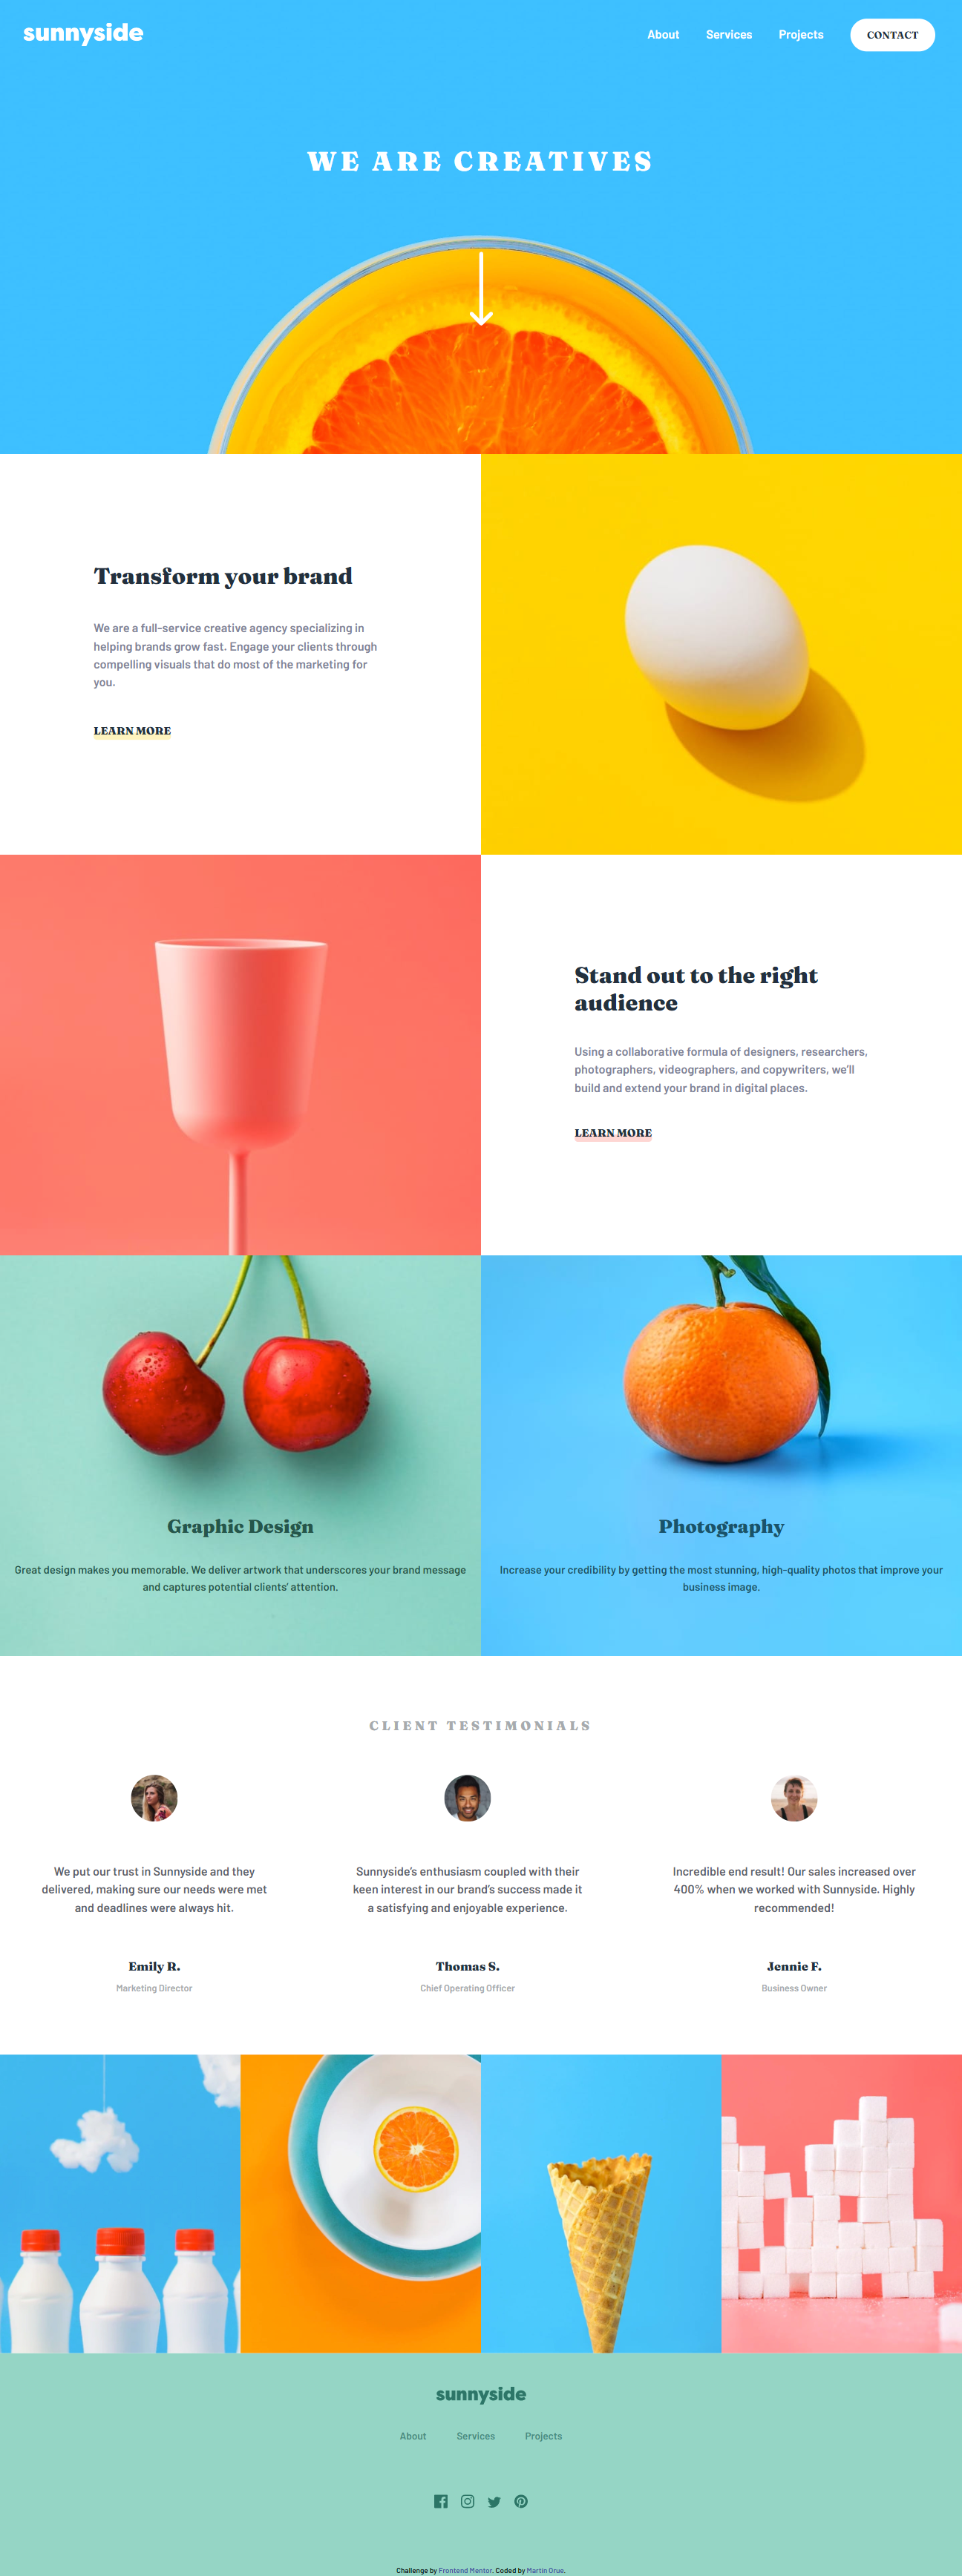 sunnyside
About Services Projects CONTACT
WE ARE CREATIVES
Transform your brand
We are a full-service creative agency specializing in
helping brands grow fast. Engage your clients through
compelling visuals that do most of the marketing for
you.
LEARN MORE
Stand out to the right
audience
Using a collaborative formula of designers, researchers,
photographers, videographers, and copywriters, we'll
build and extend your brand in digital places.
LEARN MORE
Graphic Design
Great design makes you memorable. We deliver artwork that underscores your brand message
and captures potential clients' attention.
Photography
Increase your credibility by getting the most stunning, high-quality photos that improve your
business image.
CLIENT TESTIMONIALS
We put our trust in Sunnyside and they
delivered, making sure our needs were met
and deadlines were always hit.
Emily R.
Marketing Director
Sunnyside's enthusiasm coupled with their
keen interest in our brand's success made it
a satisfying and enjoyable experience.
Thomas S.
Chief Operating Officer
Incredible end result! Our sales increased over
400% when we worked with Sunnyside. Highly
recommended!
Jennie F.
Business Owner
sunnyside
About Services Projects
Challenge by Frontend Mentor. Coded by Martin Orue.